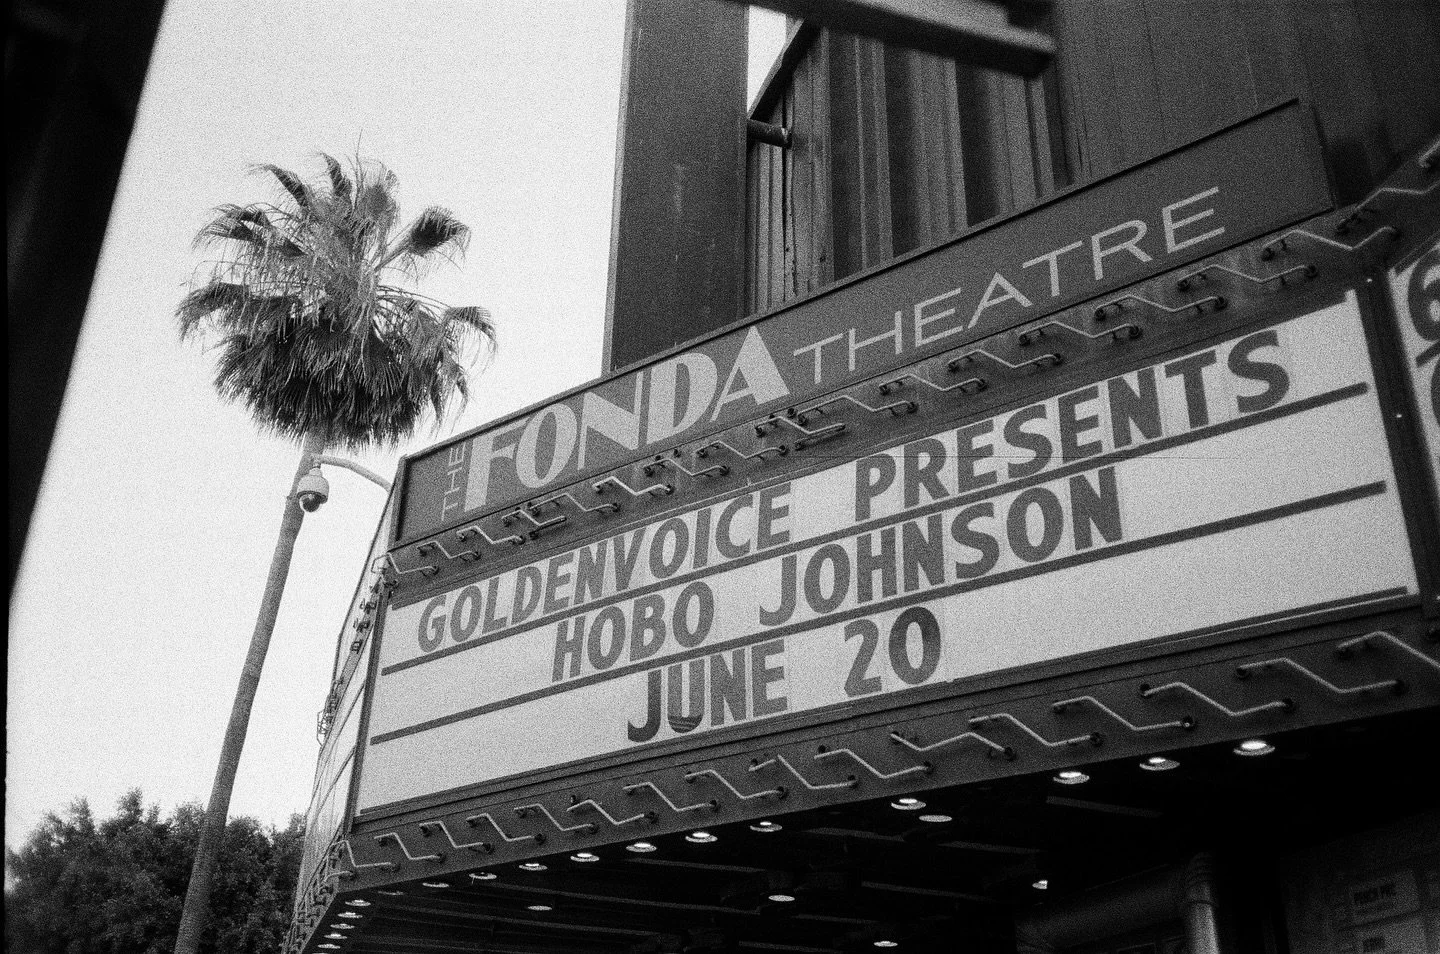 THE FONDA THEATRE
GOLDENVOICE PRESENTS
HOBO JOHNSON
JUNE 20